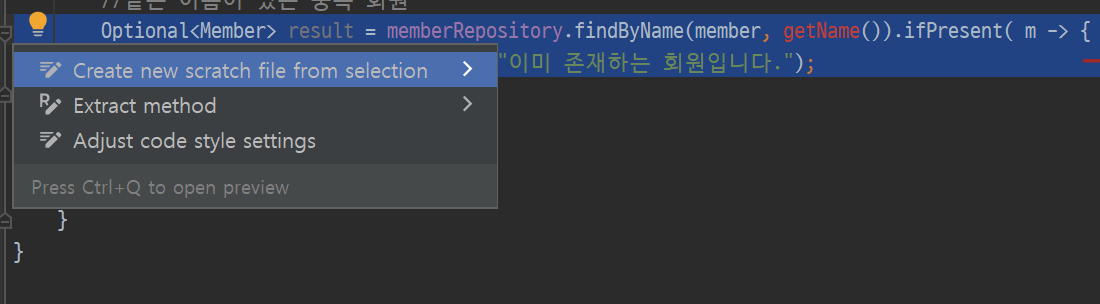 //같은 이름이 있는 중복 회원
Optional<Member> result = memberRepository.findByName(member, getName()).ifPresent( m -> {
"이미 존재하는 회원입니다.");
Create new scratch file from selection
Extract method
Adjust code style settings
Press Ctrl+Q to open preview
}
}